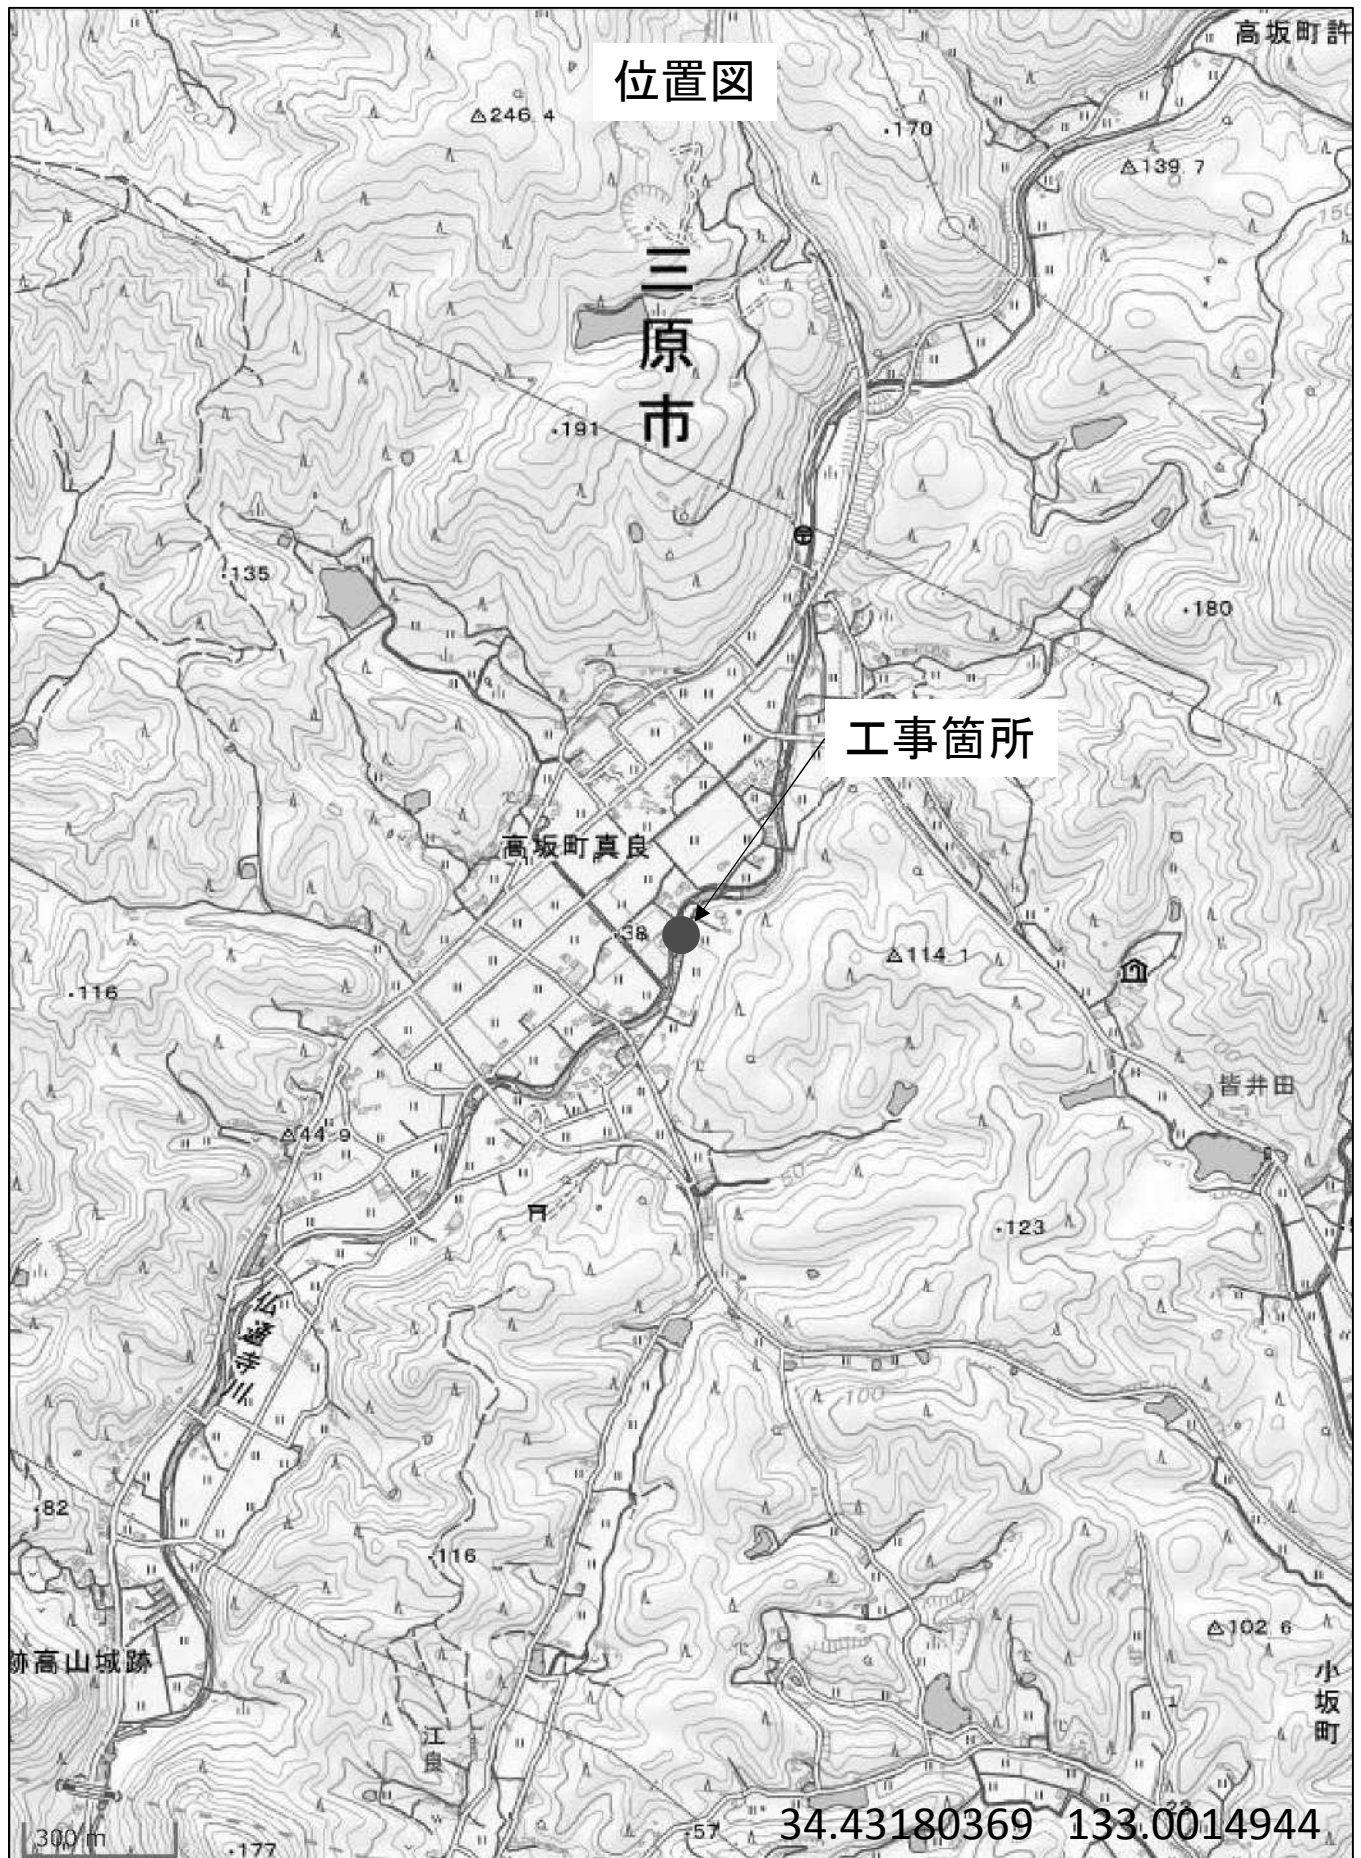 高坂町許
位置図
△246.4
・170
△139.7
150
三原市
・191
・135
・180
工事箇所
高坂町真良
・38
△114.1
・116
皆井田
△44.9
・123
仏通寺川
100
・82
・116
△102.6
跡高山城跡
小坂町
江良
34.43180369 133.0014944
300 m
・57
・177